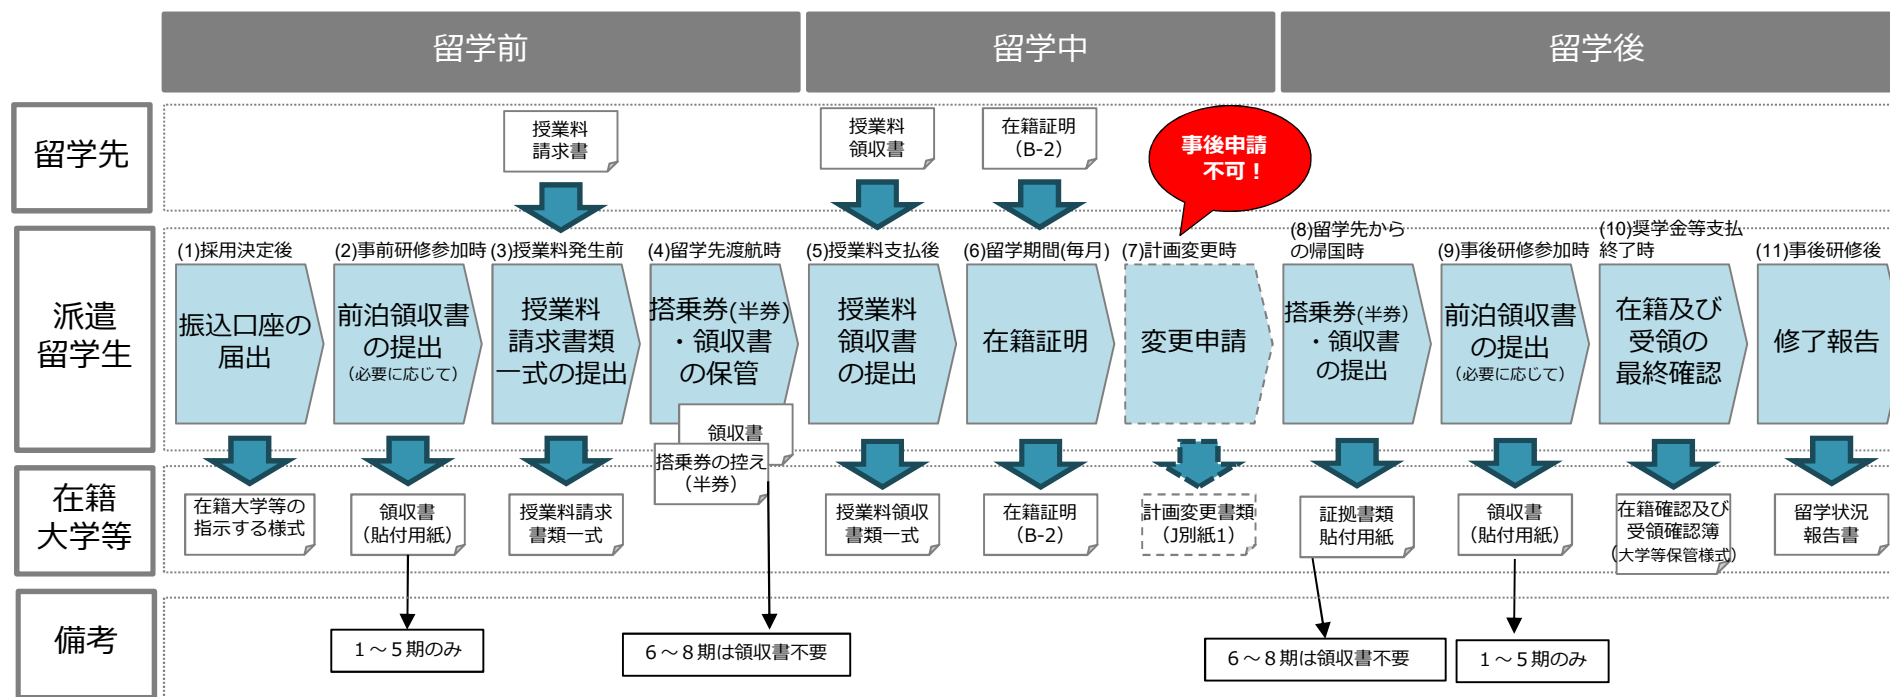 留学前
留学中
留学後
留学先
授業料
請求書
授業料
領収書
在籍証明
（B-2）
事後申請
不可！
派遣
留学生
(1)採用決定後
振込口座の
届出
(2)事前研修参加時
前泊領収書
の提出
（必要に応じて）
(3)授業料発生前
授業料
請求書類
一式の提出
(4)留学先渡航時
搭乗券(半券)
・領収書
の保管
(5)授業料支払後
授業料
領収書
の提出
(6)留学期間(毎月)
在籍証明
(7)計画変更時
変更申請
(8)留学先から
の帰国時
搭乗券(半券)
・領収書
の提出
(9)事後研修参加時
前泊領収書
の提出
（必要に応じて）
(10)奨学金等支払
終了時
在籍及び
受領の
最終確認
(11)事後研修後
修了報告
在籍
大学等
在籍大学等の
指示する様式
領収書
（貼付用紙）
授業料請求
書類一式
領収書
搭乗券の控え
（半券）
授業料領収
書類一式
在籍証明
（B-2）
計画変更書類
（J別紙1）
証拠書類
貼付用紙
領収書
（貼付用紙）
在籍確認及び
受領確認簿
（大学等保管様式）
留学状況
報告書
備考
１～５期のみ
６～８期は領収書不要
６～８期は領収書不要
１～５期のみ